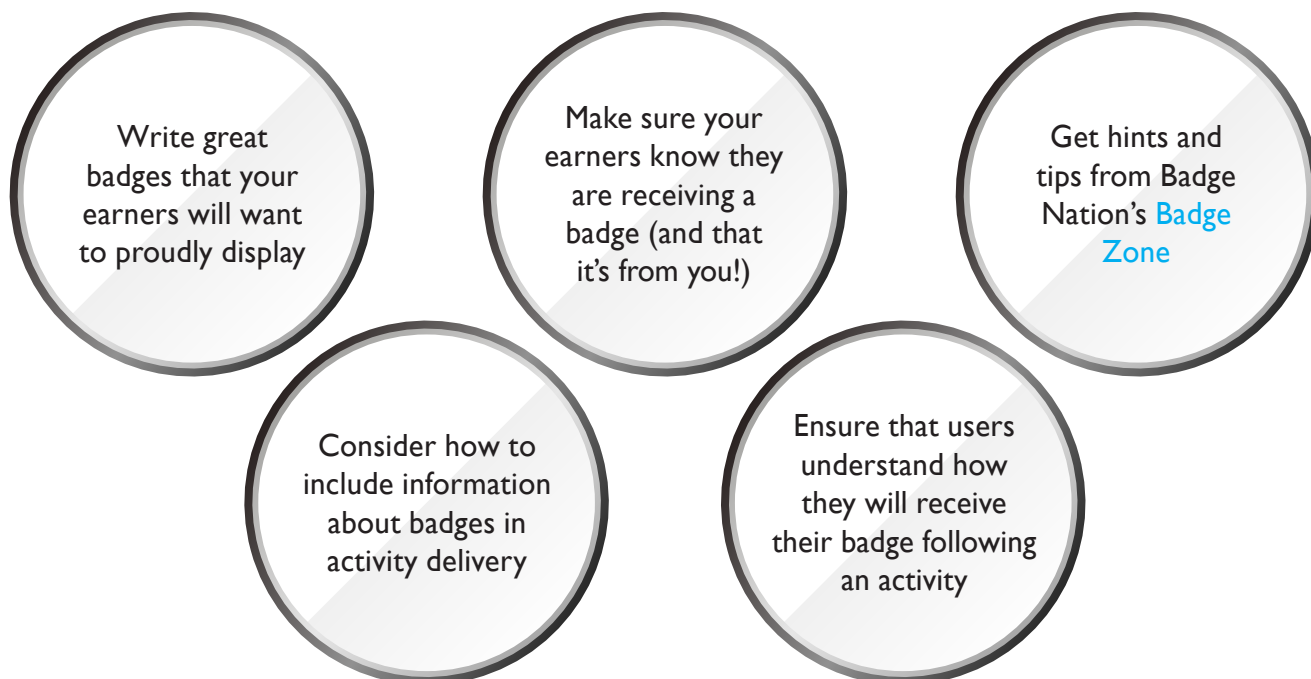 Write great
badges that your
earners will want
to proudly display
Make sure your
earners know they
are receiving a
badge (and that
it's from you!)
Get hints and
tips from Badge
Nation’s Badge
Zone
Consider how to
include information
about badges in
activity delivery
Ensure that users
understand how
they will receive
their badge following
an activity